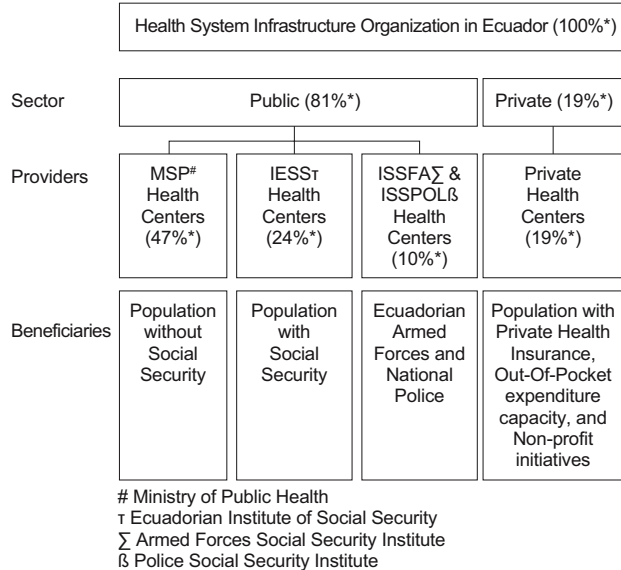 Health System Infrastructure Organization in Ecuador (100%*)
Sector
Public (81%*)
Private (19%*)
Providers
MSP#
Health
Centers
(47%*)
IESSτ
Health
Centers
(24%*)
ISSFA∑ &
ISSPOLß
Health
Centers
(10%*)
Private
Health
Centers
(19%*)
Beneficiaries
Population
without
Social
Security
Population
with
Social
Security
Ecuadorian
Armed
Forces and
National
Police
Population with
Private Health
Insurance,
Out-Of-Pocket
expenditure
capacity, and
Non-profit
initiatives
# Ministry of Public Health
τ Ecuadorian Institute of Social Security
∑ Armed Forces Social Security Institute
ß Police Social Security Institute